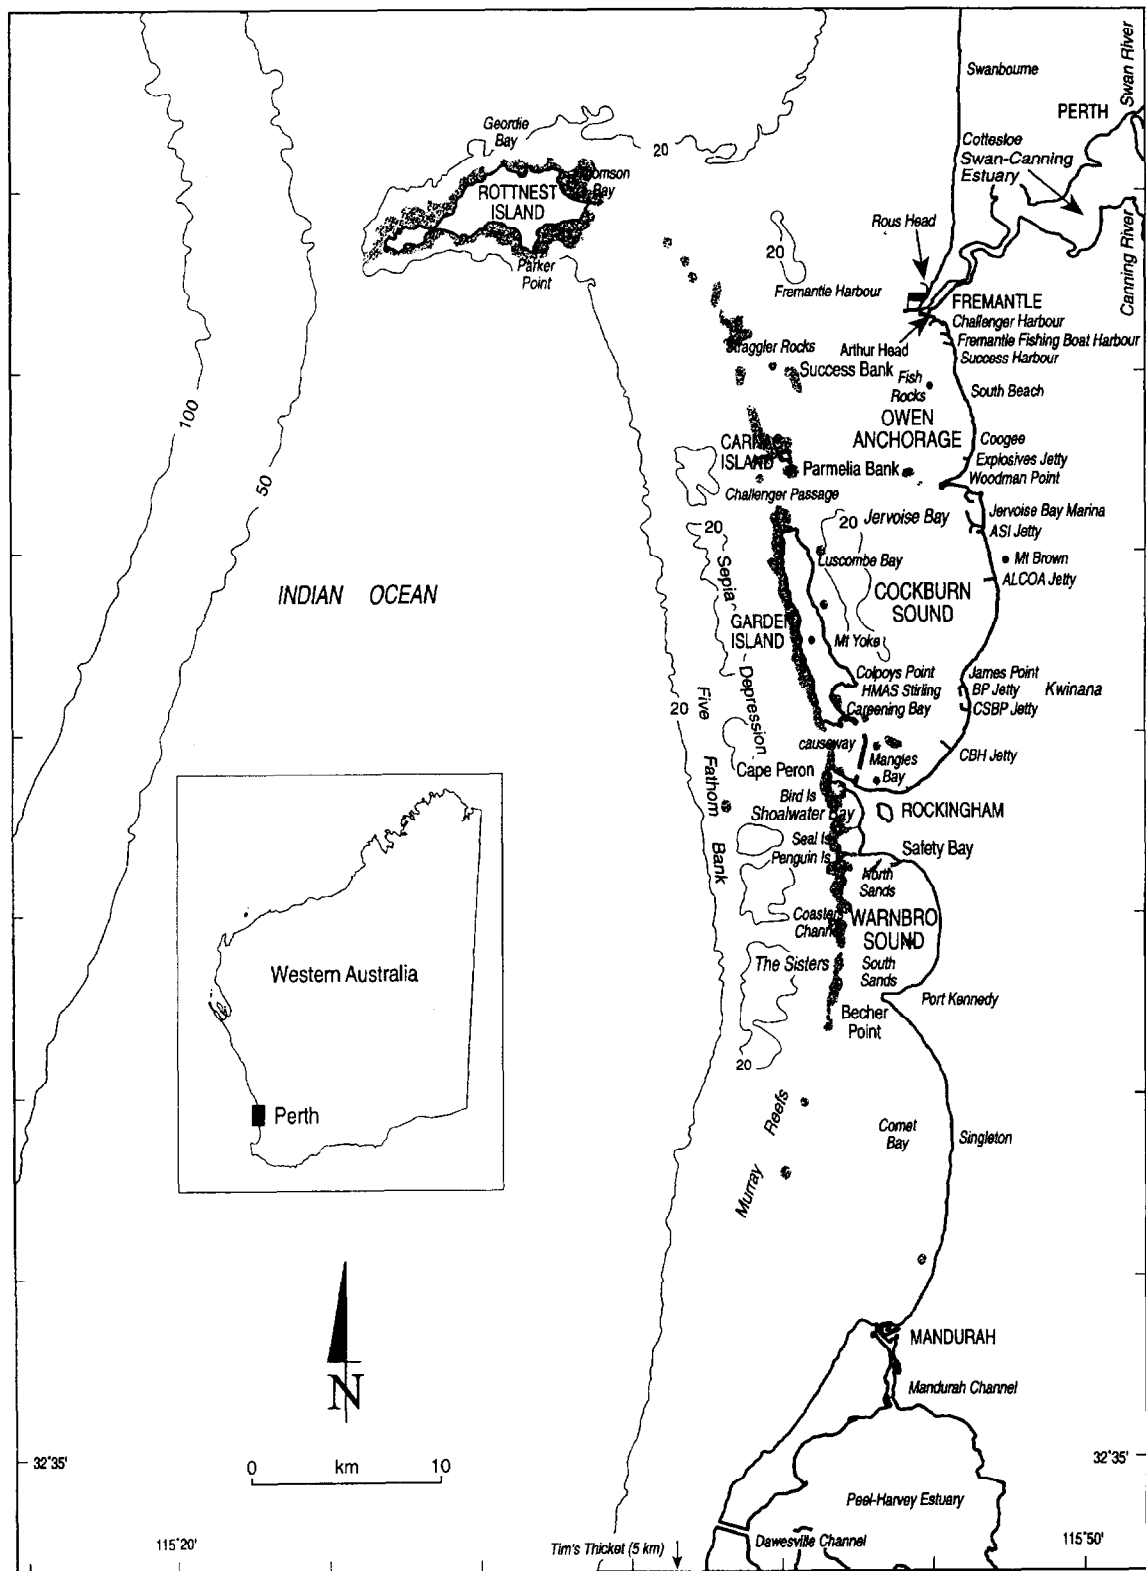 Swanbourne
Swan River
PERTH
Geordie
Bay
20
Cottesloe
Swan-Canning
Estuary
ROTTNEST
ISLAND
Bay
Rous Head
Canning River
20
Parker
Point
Fremantle Harbour
FREMANTLE
Challenger Harbour
Fremantle Fishing Boat Harbour
Straggler Rocks
Arthur Head
Success Harbour
Success Bank
Fish
Rocks
South Beach
100
OWEN
ANCHORAGE
Coogee
ISLAND
Explosives Jetty
Parmelia Bank
Woodman Point
50
Challenger Passage
Jervoise Bay Marina
20
20
Jervoise Bay
ASI Jetty
Sepia
Depression
Luscombe Bay
Mt Brown
ALCOA Jetty
INDIAN OCEAN
COCKBURN
SOUND
GARDEN
ISLAND
Mt Yoke
Colpoys Point
James Point
HMAS Stirling
BP Jetty
Kwinana
20
Five
Fathom
Bank
Careening Bay
CSBP Jetty
causeway
Mangles
Bay
CBH Jetty
Cape Peron
Bird Is
Shoalwater Bay
ROCKINGHAM
Seal Is
Safety Bay
Penguin Is
North
Sands
Coaster
WARNBRO
SOUND
The Sisters
South
Sands
Port Kennedy
Becher
Point
20
Western Australia
Perth
Murray Reefs
Comet
Bay
Singleton
N
MANDURAH
Mandurah Channel
32°35'
0 km 10
32°35'
Peel-Harvey Estuary
115°20'
Tim's Thicket (5 km)
Dawesville Channel
115°50'